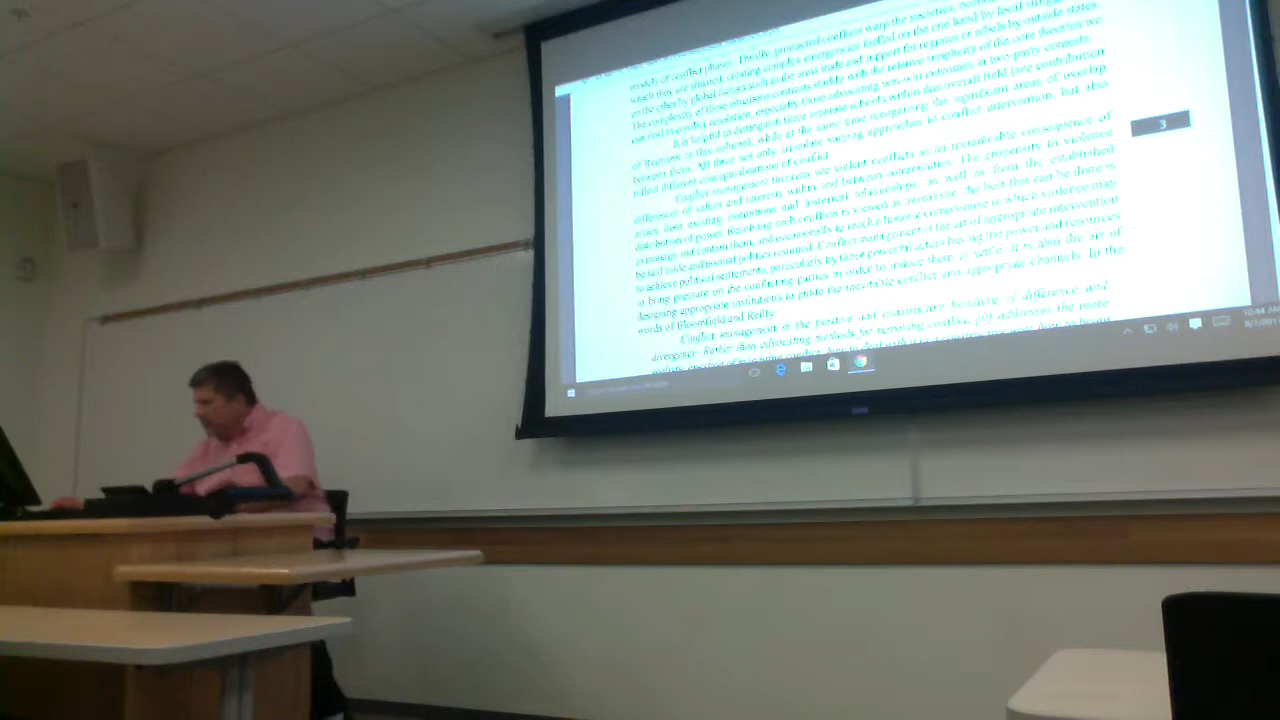 models of conflict phases. Thirdly, protracted conflicts warp the societies,
which they are situated, creating complex emergencies fuelled on the one hand by local
on the other by global factors such as the arms trade and support for regimes or rebels by outside states.
The complexity of these situations contrasts starkly with the relative simplicity of the core theories we
can find in conflict resolution, especially those advocating win-win outcomes in two-party contests.
It is helpful to distinguish three separate schools within this overall field (see contribution
of Reimann in this volume), while at the same time recognising the significant areas of overlap
between them. All three not only articulate varying approaches to conflict intervention, but also
reflect different conceptualisations of conflict.
3
Conflict management theorists see violent conflicts as an ineradicable consequence of
differences of values and interests within and between communities. The propensity to violence
arises from existing institutions and historical relationships, as well as from the established
distribution of power. Resolving such conflicts is viewed as unrealistic: the best that can be done is
to manage and contain them, and occasionally to reach a historic compromise in which violence may
be laid aside and normal politics resumed. Conflict management is the art of appropriate intervention
to achieve political settlements, particularly by those powerful actors having the power and resources
to bring pressure on the conflicting parties in order to induce them to settle. It is also the art of
designing appropriate institutions to guide the inevitable conflict into appropriate channels. In the
words of Bloomfield and Reilly:
Conflict management is the positive and constructive handling of difference and
divergence. Rather than advocating methods for removing conflict, [it] addresses the more
10:44 AM